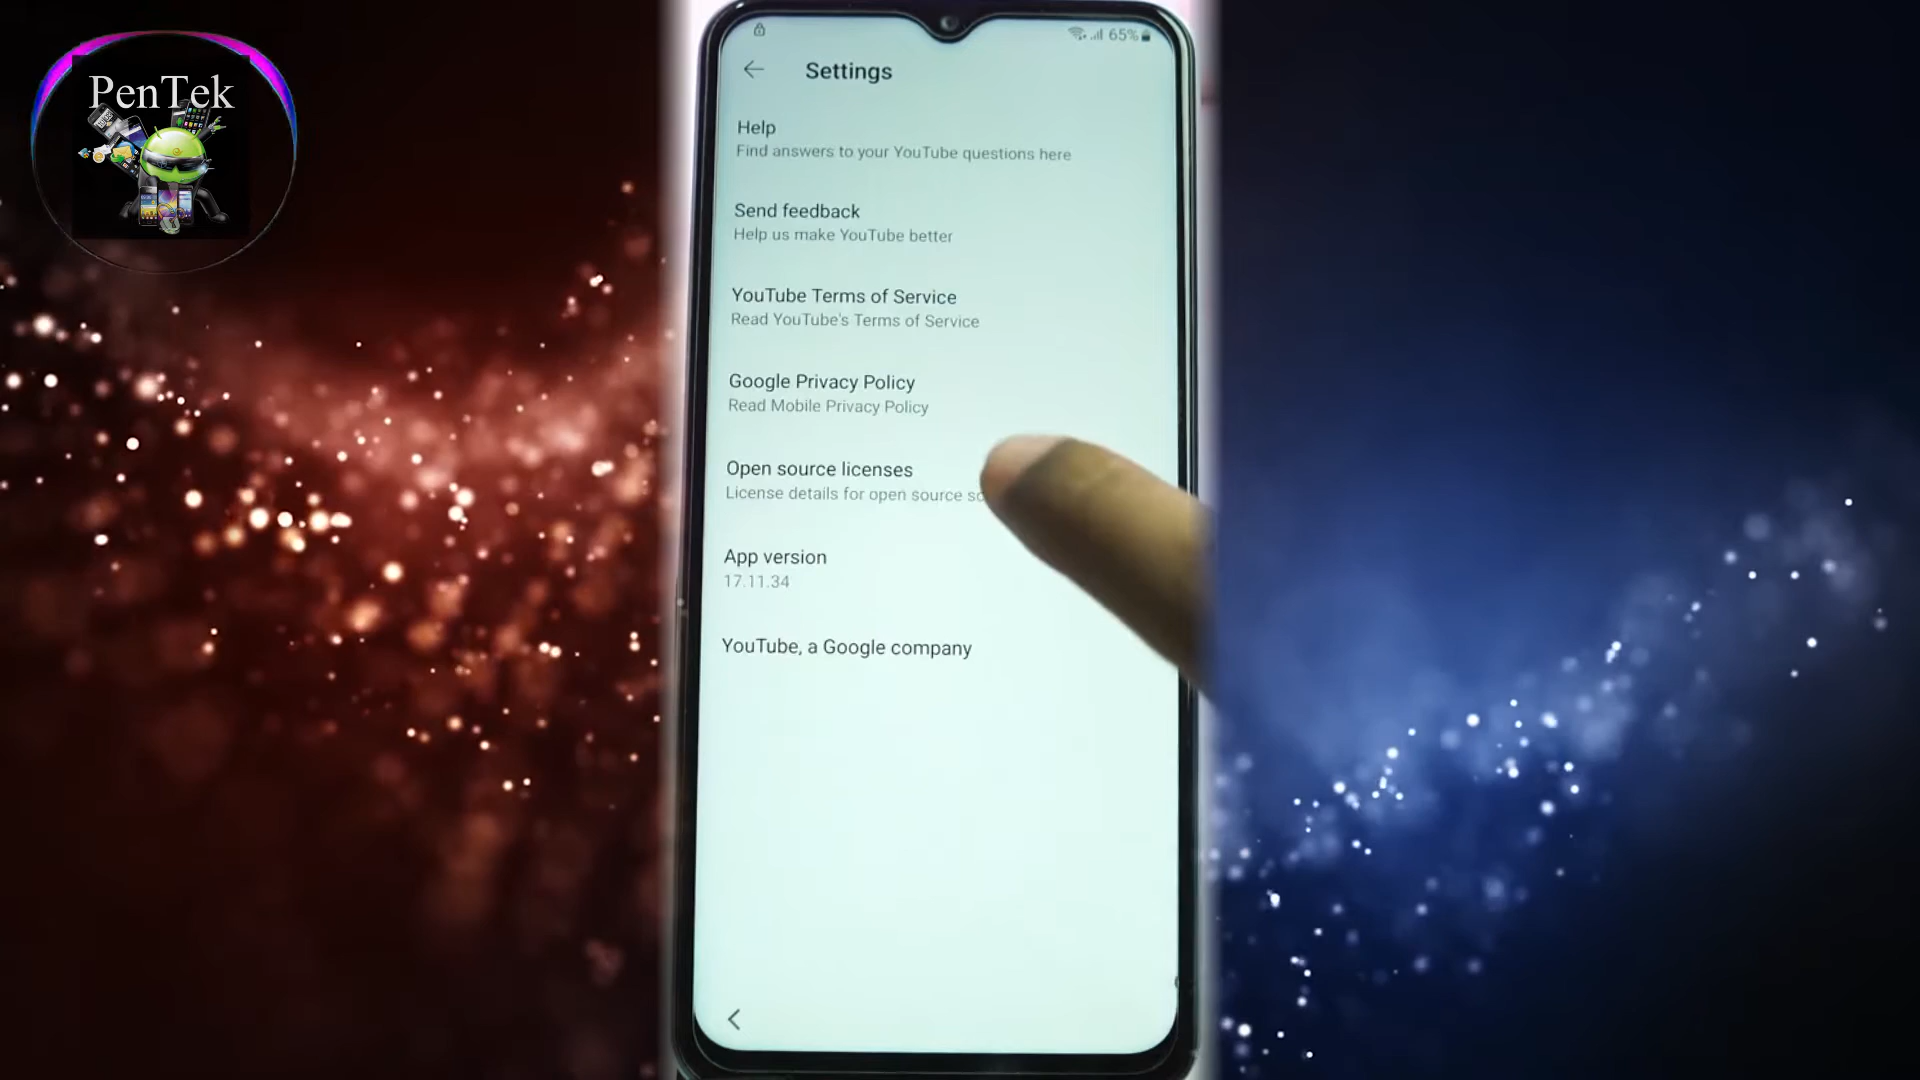 PenTek
65%
Settings
Help
Find answers to your YouTube questions here
Send feedback
Help us make YouTube better
YouTube Terms of Service
Read YouTube's Terms of Service
Google Privacy Policy
Read Mobile Privacy Policy
Open source licenses
License details for open source
App version
17.11.34
YouTube, a Google company